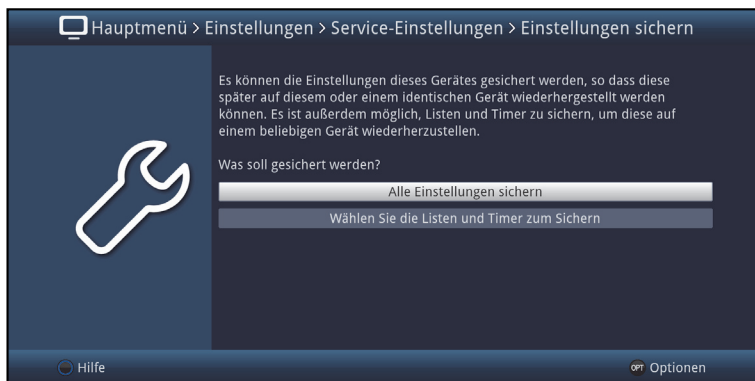 Hauptmenü > Einstellungen > Service-Einstellungen > Einstellungen sichern
Es können die Einstellungen dieses Gerätes gesichert werden, so dass diese
später auf diesem oder einem identischen Gerät wiederhergestellt werden
können. Es ist außerdem möglich, Listen und Timer zu sichern, um diese auf
einem beliebigen Gerät wiederherzustellen.
Was soll gesichert werden?
Alle Einstellungen sichern
Wählen Sie die Listen und Timer zum Sichern
Hilfe
OPT Optionen